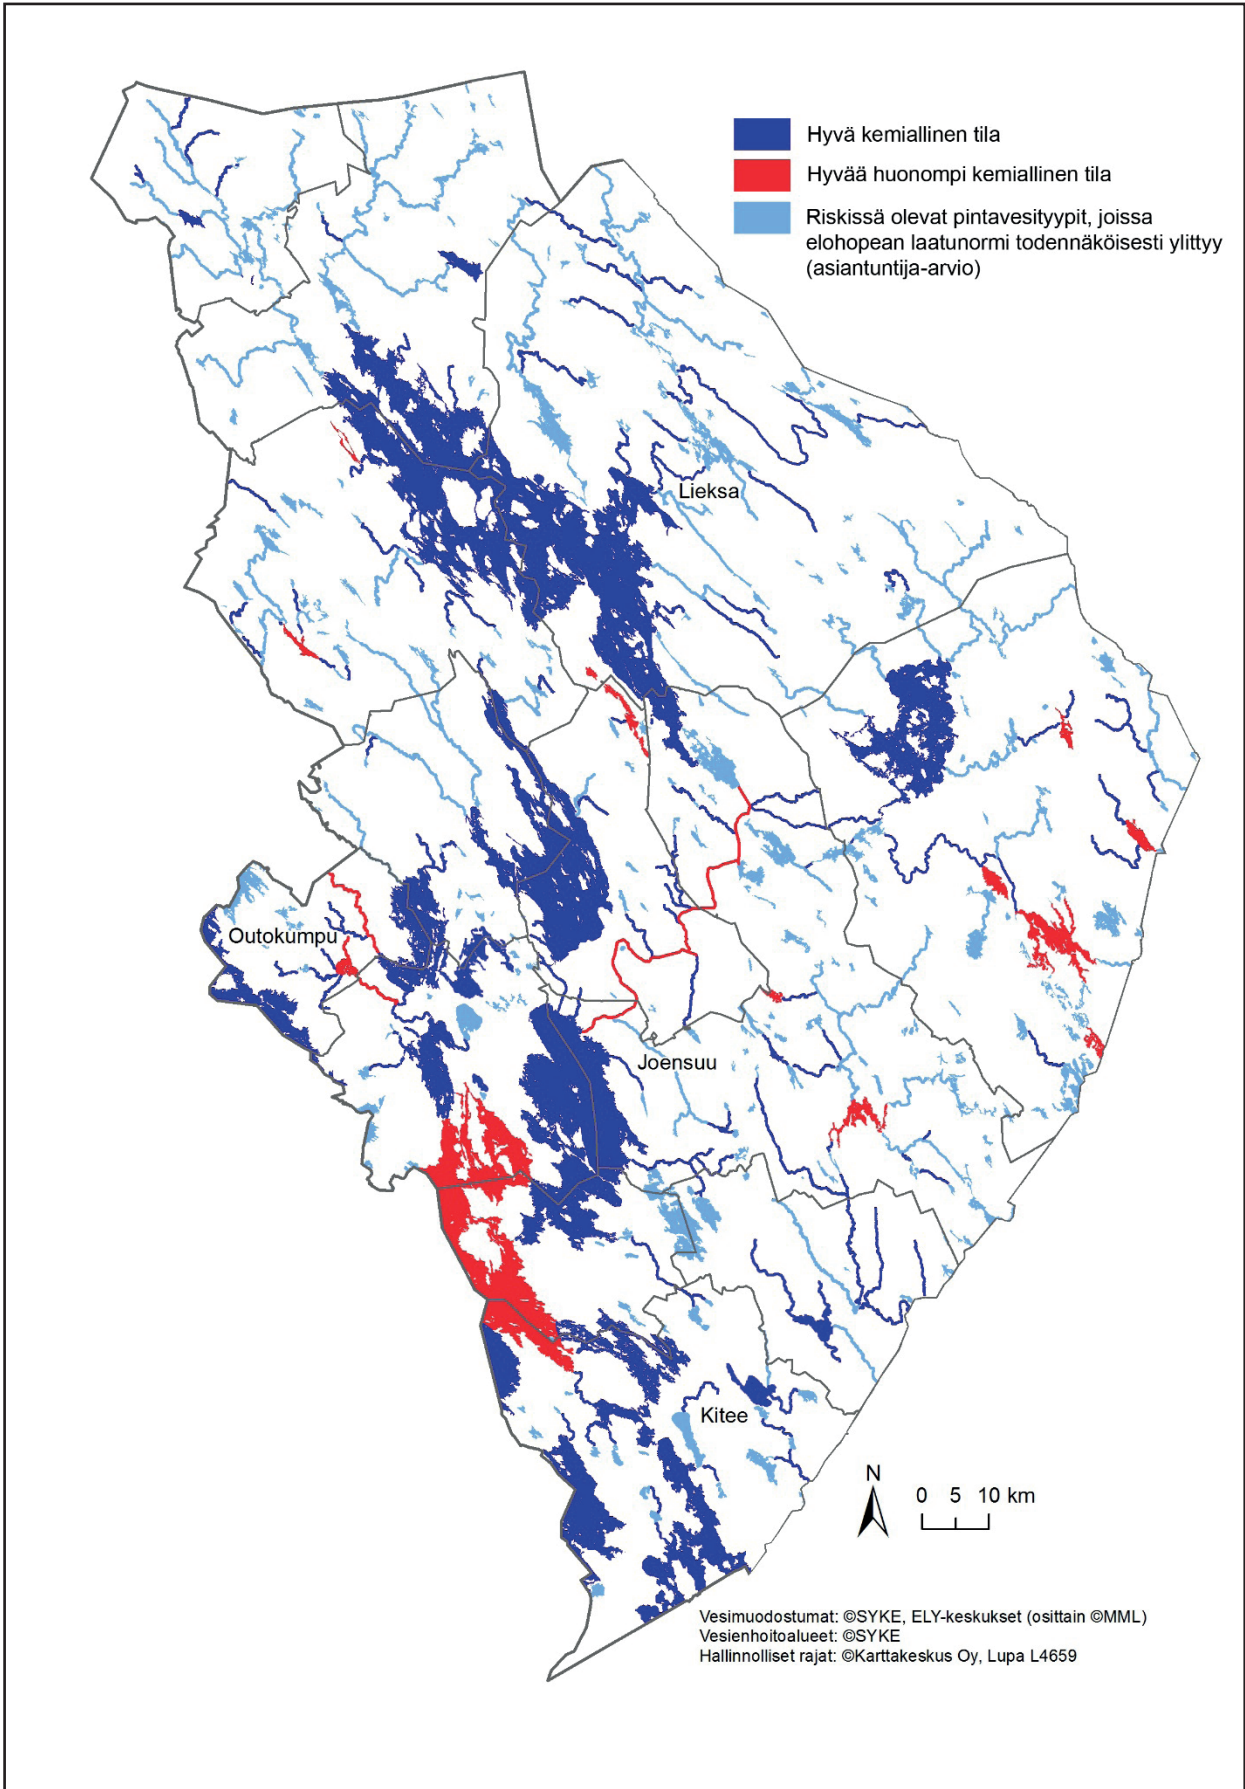 Hyvä kemiallinen tila
Hyvää huonompi kemiallinen tila
Riskissä olevat pintavesityypit, joissa
elohopean laatunormi todennäköisesti ylittyy
(asiantuntija-arvio)
Lieksa
Outokumpu
Joensuu
Kitee
N
0 5 10 km
Vesimuodostumat: ©SYKE, ELY-keskukset (osittain ©MML)
Vesienhoitoalueet: ©SYKE
Hallinnolliset rajat: ©Karttakeskus Oy, Lupa L4659